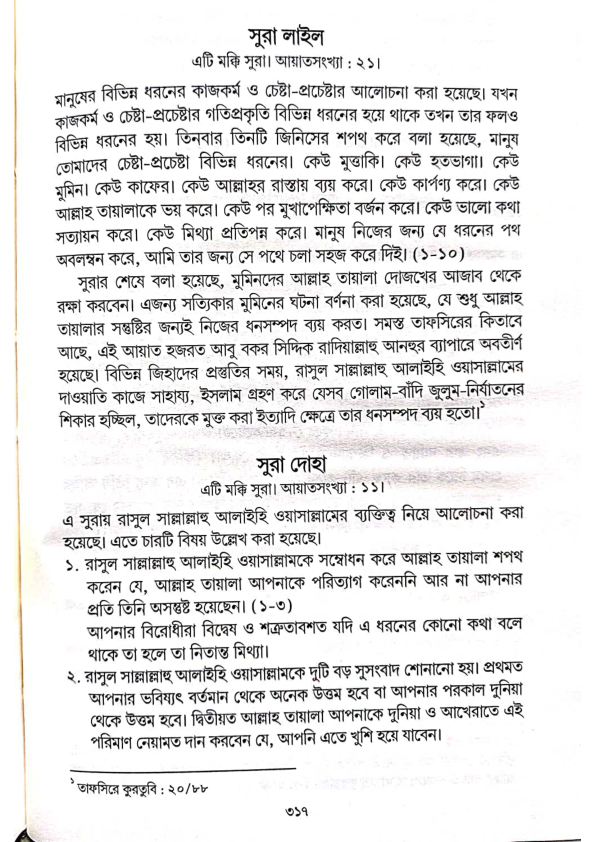 সুরা লাইল
এটি মক্কি সুরা। আয়াতসংখ্যা : ২১।
মানুষের বিভিন্ন ধরনের কাজকর্ম ও চেষ্টা-প্রচেষ্টার আলোচনা করা হয়েছে। যখন
কাজকর্ম ও চেষ্টা-প্রচেষ্টার গতিপ্রকৃতি বিভিন্ন ধরনের হয়ে থাকে তখন তার ফলও
বিভিন্ন ধরনের হয়। তিনবার তিনটি জিনিসের শপথ করে বলা হয়েছে, মানুষ
তোমাদের চেষ্টা-প্রচেষ্টা বিভিন্ন ধরনের। কেউ মুত্তাকি। কেউ হতভাগা। কেউ
মুমিন। কেউ কাফের। কেউ আল্লাহর রাস্তায় ব্যয় করে। কেউ কার্পণ্য করে। কেউ
আল্লাহ তায়ালাকে ভয় করে। কেউ পর মুখাপেক্ষিতা বর্জন করে। কেউ ভালো কথা
সত্যায়ন করে। কেউ মিথ্যা প্রতিপন্ন করে। মানুষ নিজের জন্য যে ধরনের পথ
অবলম্বন করে, আমি তার জন্য সে পথে চলা সহজ করে দিই। (১-১০)
সুরার শেষে বলা হয়েছে, মুমিনদের আল্লাহ তায়ালা দোজখের আজাব থেকে
রক্ষা করবেন। এজন্য সত্যিকার মুমিনের ঘটনা বর্ণনা করা হয়েছে, যে শুধু আল্লাহ
তায়ালার সন্তুষ্টির জন্যই নিজের ধনসম্পদ ব্যয় করত। সমস্ত তাফসিরের কিতাবে
আছে, এই আয়াত হজরত আবু বকর সিদ্দিক রাদিয়াল্লাহু আনহুর ব্যাপারে অবতীর্ণ
হয়েছে। বিভিন্ন জিহাদের প্রস্তুতির সময়, রাসুল সাল্লাল্লাহু আলাইহি ওয়াসাল্লামের
দাওয়াতি কাজে সাহায্য, ইসলাম গ্রহণ করে যেসব গোলাম-বাঁদি জুলুম-নির্যাতনের
শিকার হচ্ছিল, তাদেরকে মুক্ত করা ইত্যাদি ক্ষেত্রে তার ধনসম্পদ ব্যয় হতো।১
সুরা দোহা
এটি মক্কি সুরা। আয়াতসংখ্যা : ১১।
এ সুরায় রাসুল সাল্লাল্লাহু আলাইহি ওয়াসাল্লামের ব্যক্তিত্ব নিয়ে আলোচনা করা
হয়েছে। এতে চারটি বিষয় উল্লেখ করা হয়েছে।
১. রাসুল সাল্লাল্লাহু আলাইহি ওয়াসাল্লামকে সম্বোধন করে আল্লাহ তায়ালা শপথ
করেন যে, আল্লাহ তায়ালা আপনাকে পরিত্যাগ করেননি আর না আপনার
প্রতি তিনি অসন্তুষ্ট হয়েছেন। (১-৩)
আপনার বিরোধীরা বিদ্বেষ ও শত্রুতাবশত যদি এ ধরনের কোনো কথা বলে
থাকে তা হলে তা নিতান্ত মিথ্যা।
২. রাসুল সাল্লাল্লাহু আলাইহি ওয়াসাল্লামকে দুটি বড় সুসংবাদ শোনানো হয়। প্রথমত
আপনার ভবিষ্যৎ বর্তমান থেকে অনেক উত্তম হবে বা আপনার পরকাল দুনিয়া
থেকে উত্তম হবে। দ্বিতীয়ত আল্লাহ তায়ালা আপনাকে দুনিয়া ও আখেরাতে এই
পরিমাণ নেয়ামত দান করবেন যে, আপনি এতে খুশি হয়ে যাবেন।
১ তাফসিরে কুরতুবি : ২০/৮৮
৩১৭